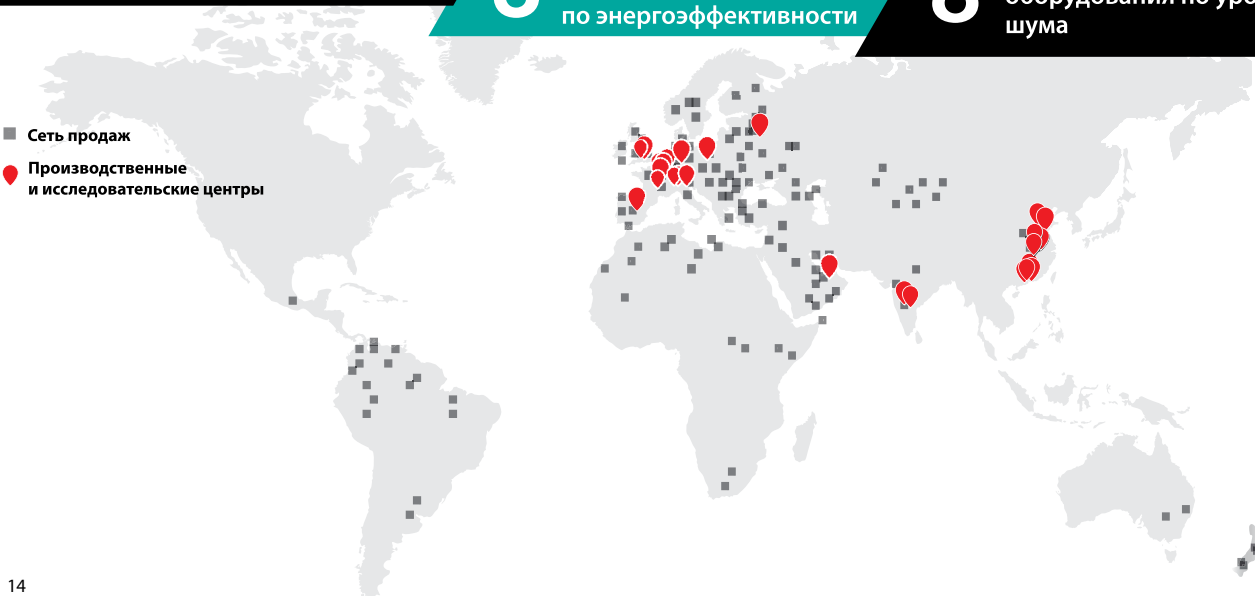 по энергоэффективности
шума
Сеть продаж
Производственные
и исследовательские центры
14